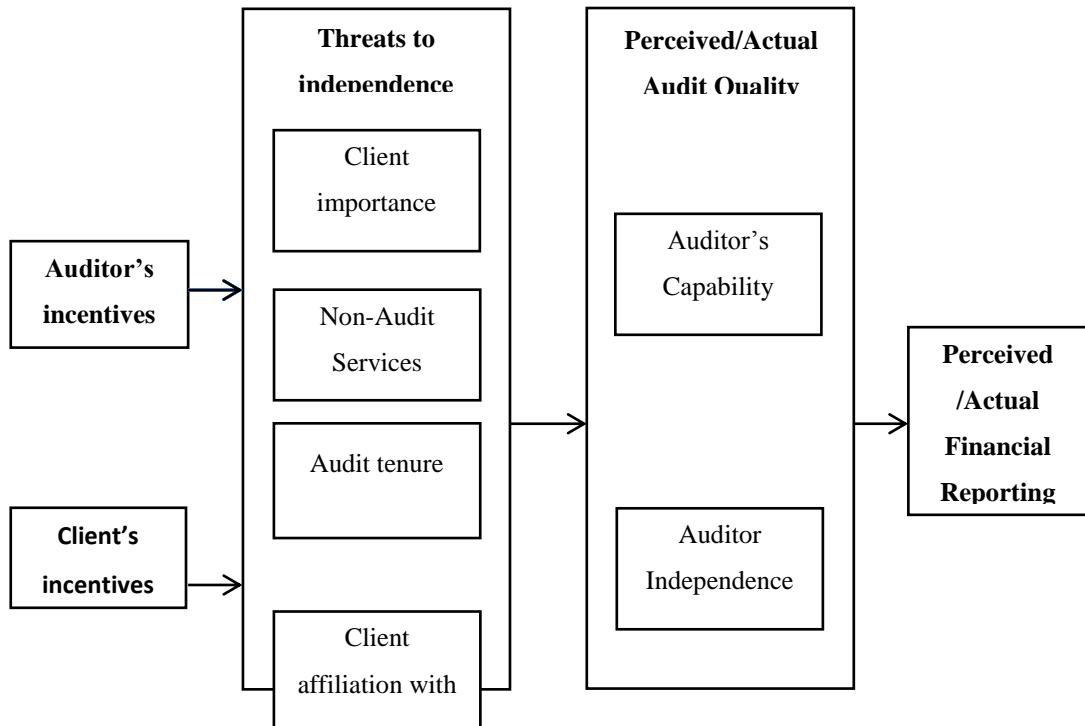 Threats to
independence
Client
importance
Non-Audit
Services
Audit tenure
Client
affiliation with
Auditor's
incentives
Client's
incentives
Perceived/Actual
Audit Quality
Auditor's
Capability
Auditor
Independence
Perceived
/Actual
Financial
Reporting